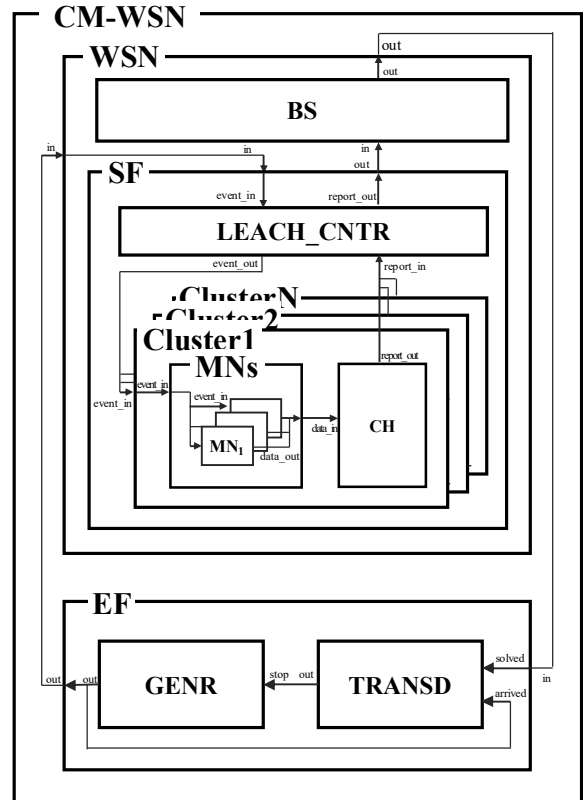 CM-WSN
out
WSN
out
BS
in
in
in
out
SF
event_in
report_out
LEACH_CNTR
event_out
report_in
ClusterN
Cluster2
Cluster1
report_out
MNs
event_in
event_in
event_in
data_in
CH
MN₁
data_out
EF
solved
out
out
GENR
stop
out
TRANSD
in
arrived